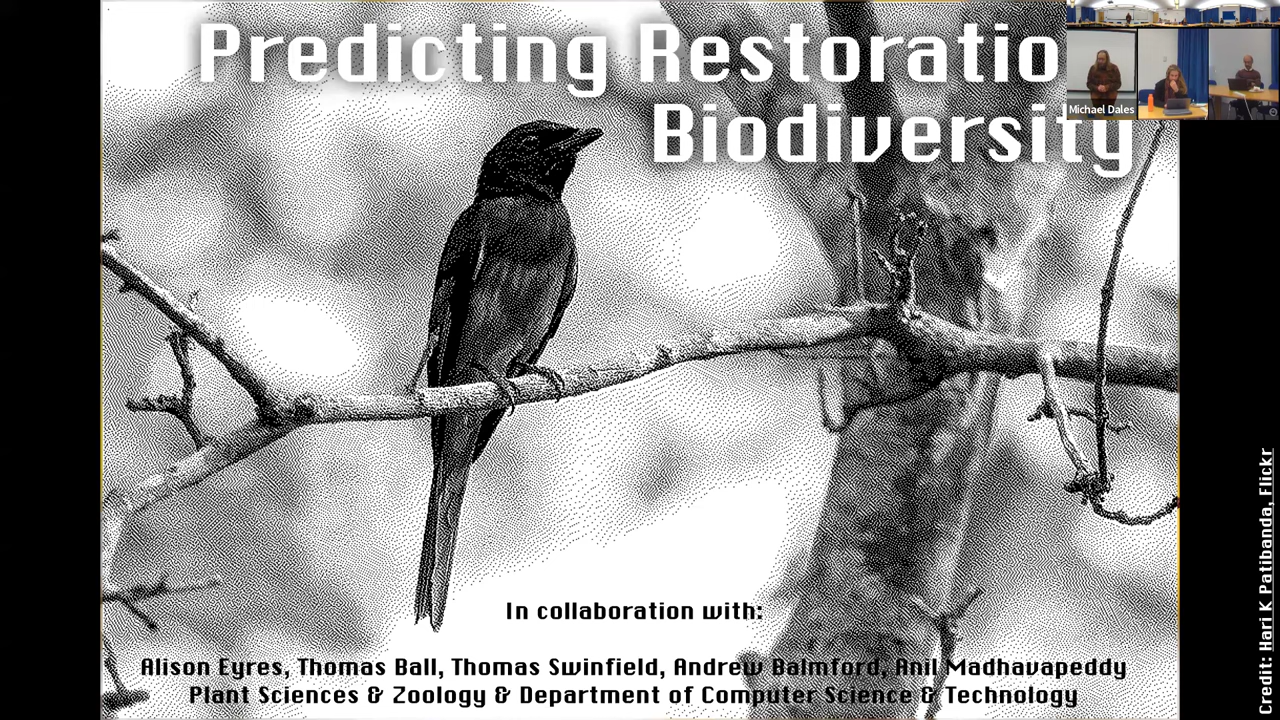 Predicting Restoratio
Biodiversity
Michael Dales
In collaboration with:
Alison Eyres, Thomas Ball, Thomas Swinfield, Andrew Balmford, Anil Madhavapeddy
Plant Sciences & Zoology & Department of Computer Science & Technology
Credit: Hari K Patibanda, Flickr